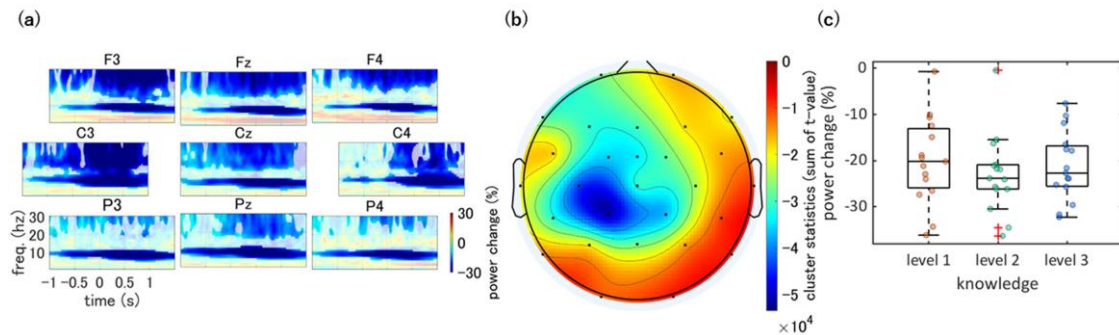 (a)
F3 Fz F4
C3 Cz C4
P3 Pz P4
freq. (hz)
30
20
10
−1 −0.5 0 0.5 1
time (s)
30
0
−30
power change (%)
(b)
0
−1
−2
−3
−4
−5
×10⁴
cluster statistics (sum of t-value)
(c)
power change (%)
0
−10
−20
−30
level 1 level 2 level 3
knowledge